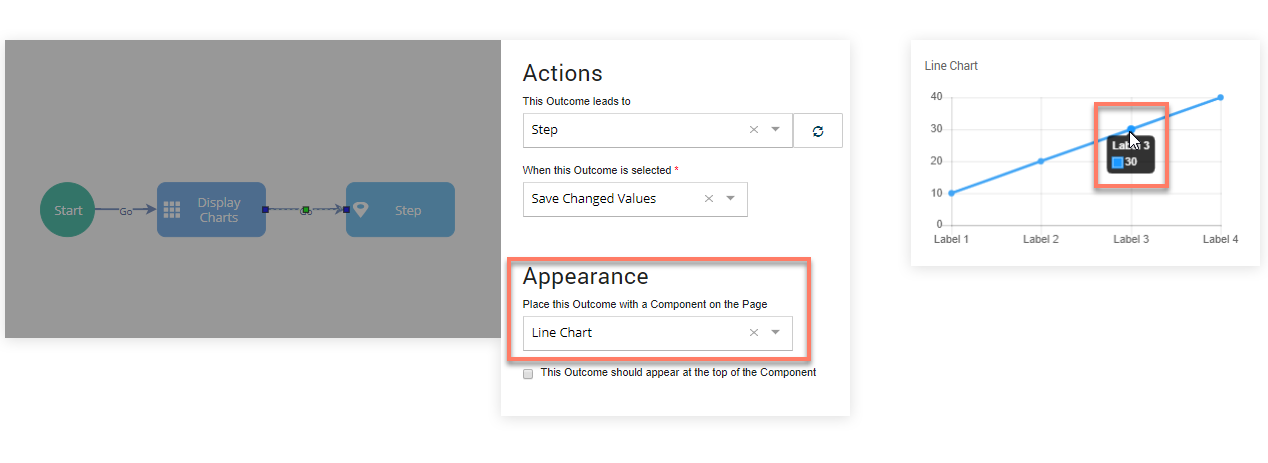 Start
Go
Display
Charts
Go
Step
Actions
This Outcome leads to
Step
When this Outcome is selected *
Save Changed Values
Appearance
Place this Outcome with a Component on the Page
Line Chart
This Outcome should appear at the top of the Component
Line Chart
40
30
20
10
0
Label 3
30
Label 1 Label 2 Label 3 Label 4